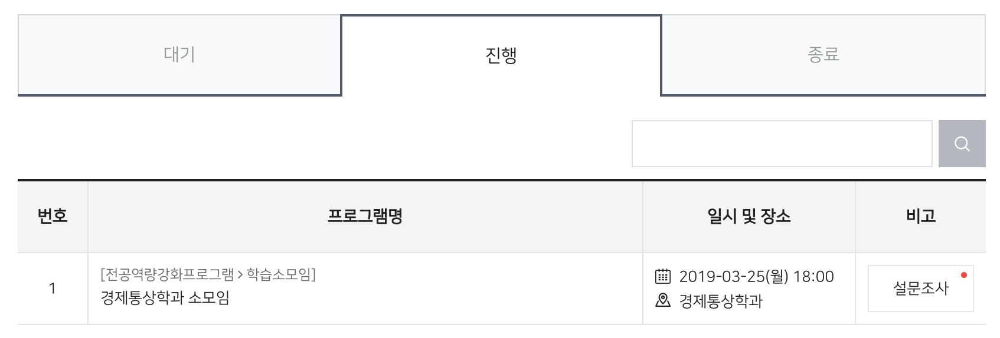 대기
진행
종료
번호
프로그램명
일시 및 장소
비고
1
[전공역량강화프로그램 > 학습소모임]
경제통상학과 소모임
2019-03-25(월) 18:00
경제통상학과
설문조사